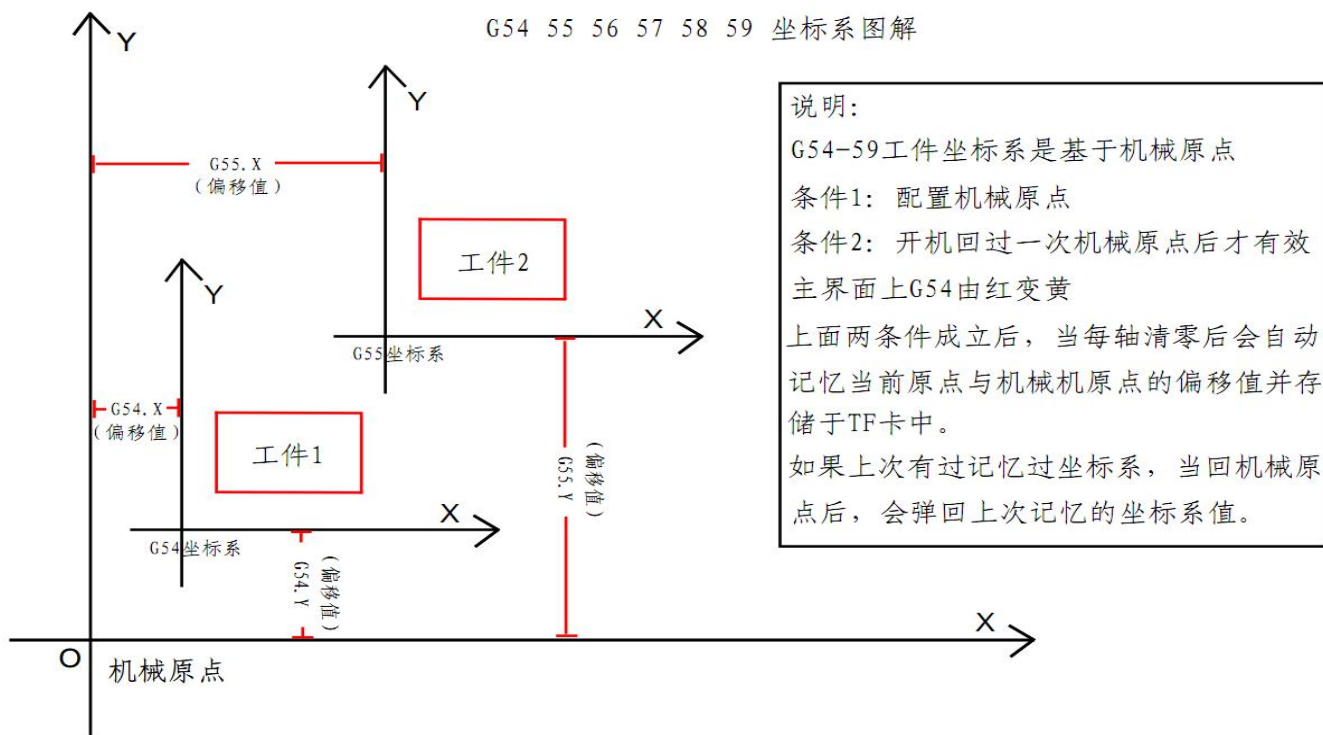 G54 55 56 57 58 59 坐标系图解
Y
Y
G55.X
(偏移值)
工件2
X
G55坐标系
Y
G54.X
(偏移值)
工件1
X
G54坐标系
G54.Y
(偏移值)
G55.Y
(偏移值)
X
O
机械原点
说明:
G54-59工件坐标系是基于机械原点
条件1: 配置机械原点
条件2: 开机回过一次机械原点后才有效
主界面上G54由红变黄
上面两条件成立后，当每轴清零后会自动
记忆当前原点与机械机原点的偏移值并存
储于TF卡中。
如果上次有过记忆过坐标系，当回机械原
点后，会弹回上次记忆的坐标系值。